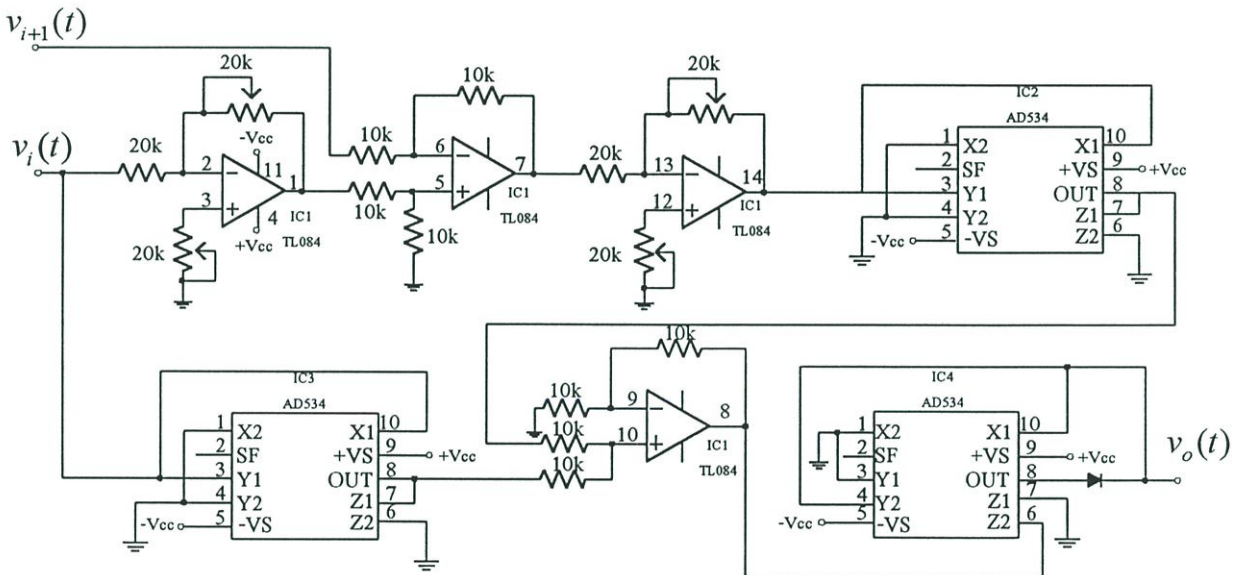 v_{i+1}(t)
20k
10k
20k
IC2
AD534
v_i(t)
20k
2
-Vcc
11
1
3
4
+Vcc
IC1
TL084
20k
10k
6
7
5
IC1
TL084
10k
10k
20k
13
14
12
IC1
TL084
20k
1 X2 X1 10
2 SF +VS 9 +Vcc
3 Y1 OUT 8
4 Y2 Z1 7
-Vcc 5 -VS Z2 6
10k
IC3
AD534
1 X2 X1 10
2 SF +VS 9 +Vcc
3 Y1 OUT 8
4 Y2 Z1 7
-Vcc 5 -VS Z2 6
10k
10k
10k
9
8
10
IC1
TL084
IC4
AD534
1 X2 X1 10
2 SF +VS 9 +Vcc
3 Y1 OUT 8
4 Y2 Z1 7
-Vcc 5 -VS Z2 6
v_o(t)